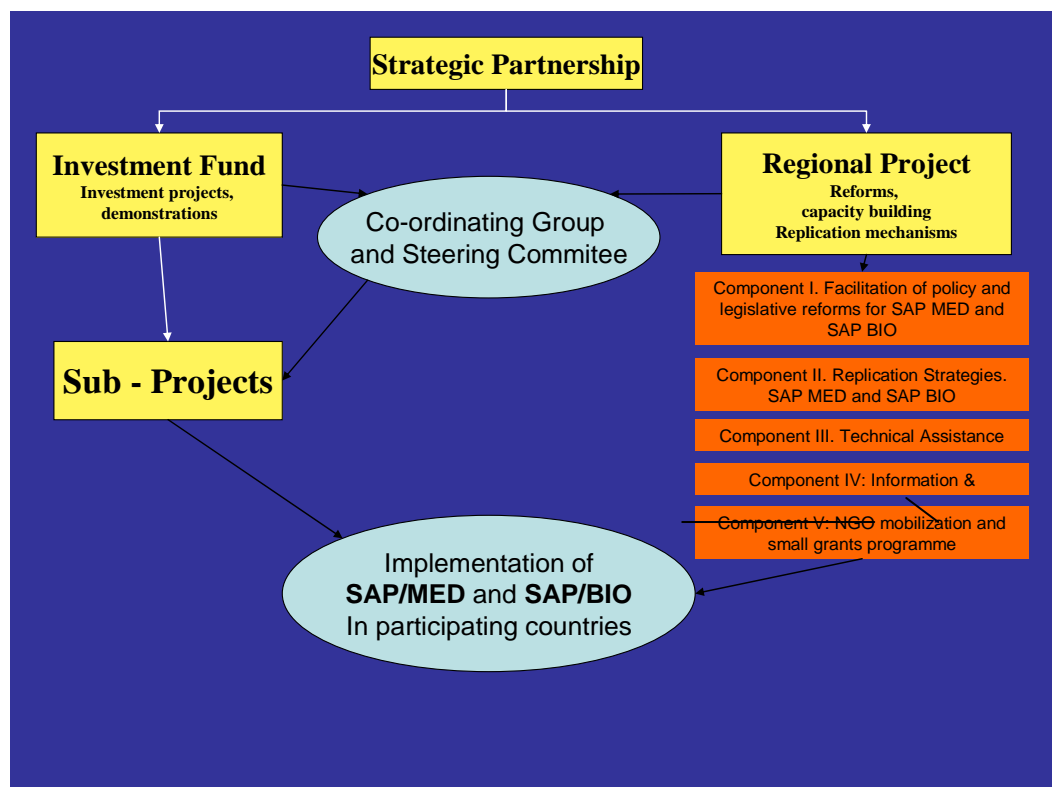 Strategic Partnership
Investment Fund
Investment projects,
demonstrations
Regional Project
Reforms,
capacity building
Replication mechanisms
Co-ordinating Group
and Steering Commitee
Component I. Facilitation of policy and
legislative reforms for SAP MED and
SAP BIO
Sub - Projects
Component II. Replication Strategies.
SAP MED and SAP BIO
Component III. Technical Assistance
Component IV: Information &
Component V: NGO mobilization and
small grants programme
Implementation of
SAP/MED and SAP/BIO
In participating countries